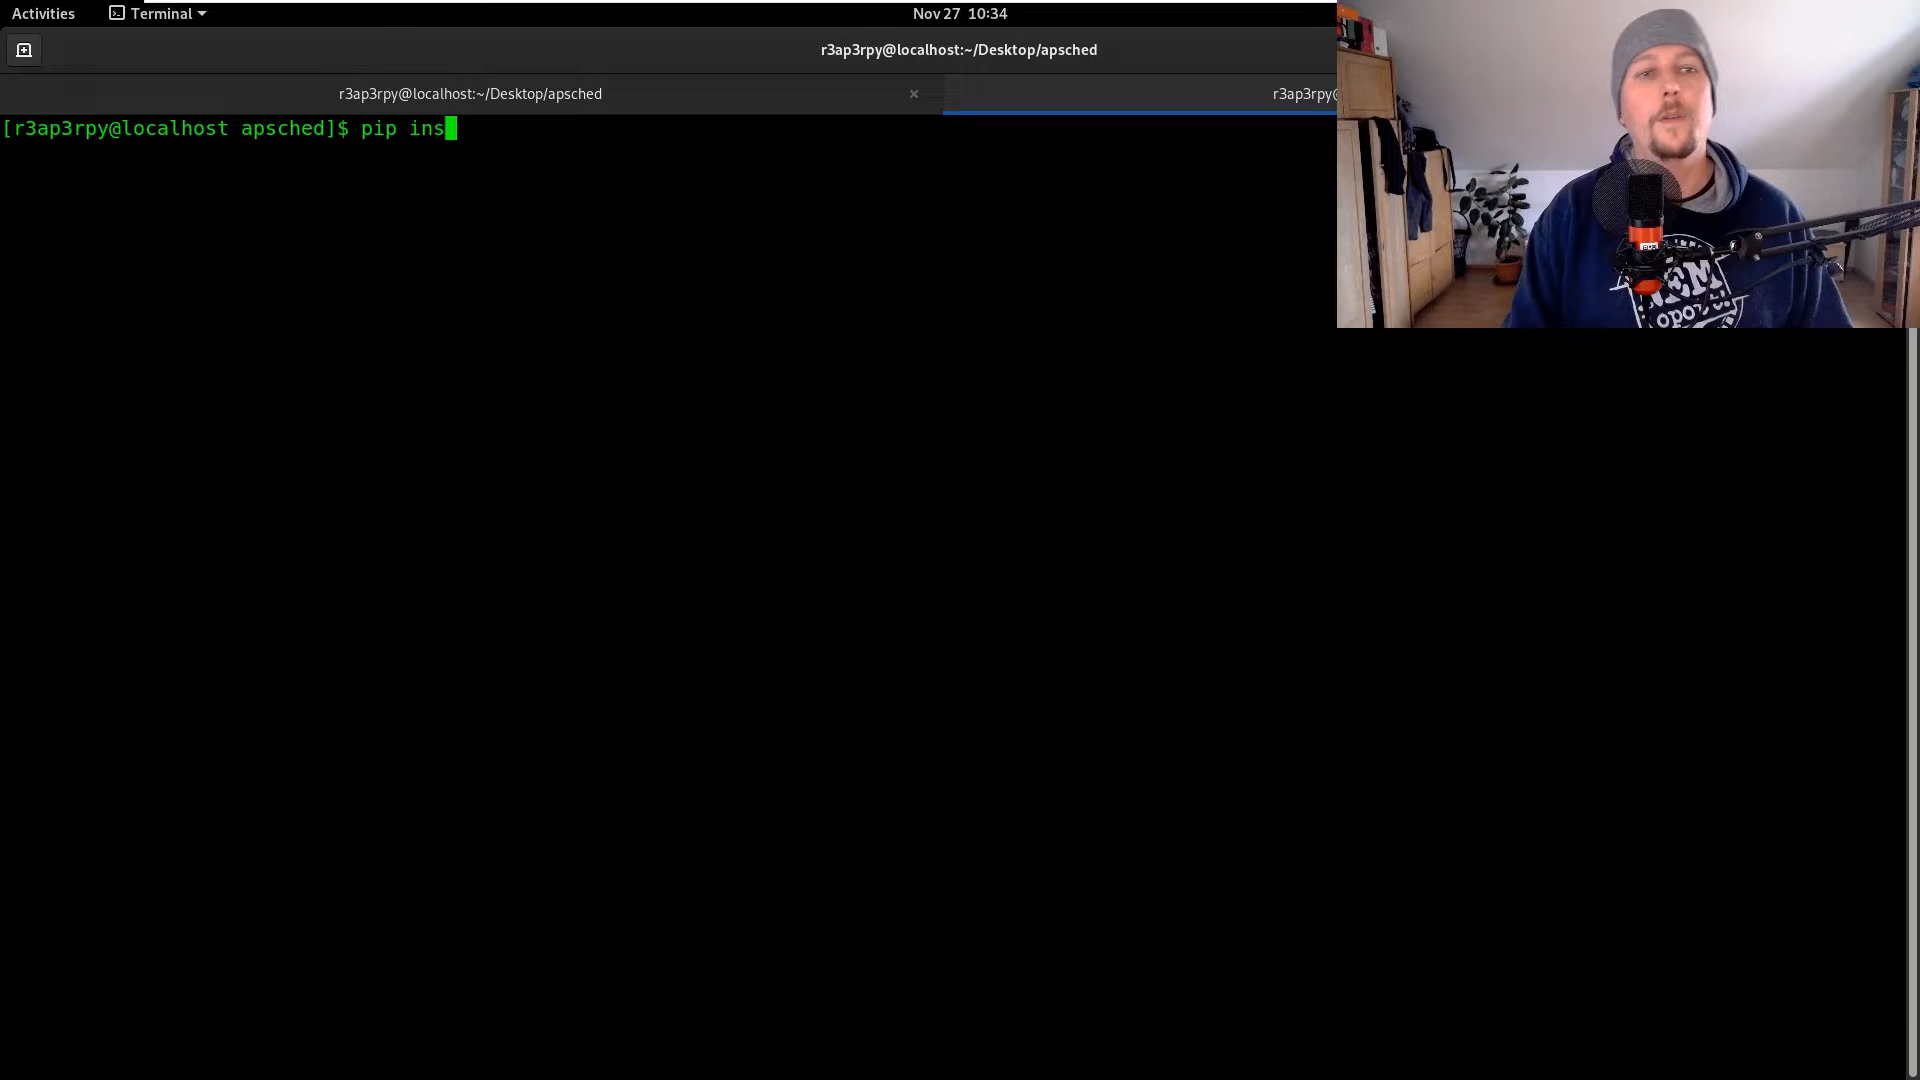 Activities
Terminal
Nov 27 10:34
r3ap3rpy@localhost:~/Desktop/apsched
r3ap3rpy@localhost:~/Desktop/apsched ×
r3ap3rpy@
[r3ap3rpy@localhost apsched]$ pip ins